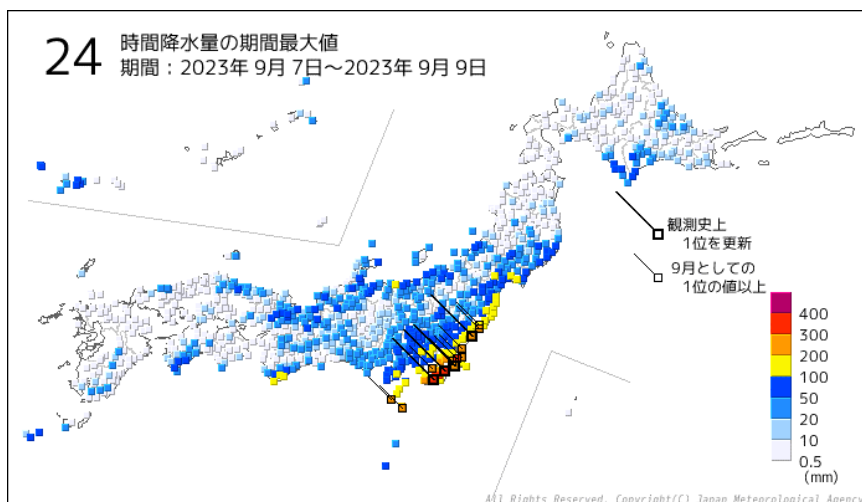 24
時間降水量の期間最大値
期間：2023年 9月 7日～2023年 9月 9日
観測史上
1位を更新
9月としての
1位の値以上
400
300
200
100
50
20
10
0.5
(mm)
All Rights Reserved. Copyright(C) Japan Meteorological Agency